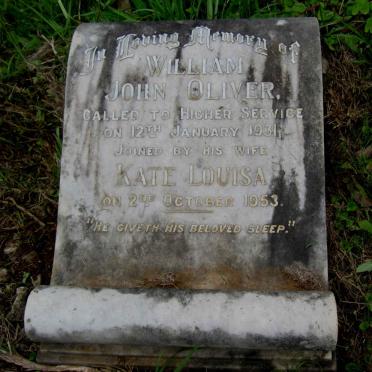 In Loving Memory of
WILLIAM
JOHN OLIVER,
CALLED TO HIGHER SERVICE
ON 12TH JANUARY 1931.
JOINED BY HIS WIFE
KATE LOUISA
ON 2ND OCTOBER 1953.
"HE GIVETH HIS BELOVED SLEEP."